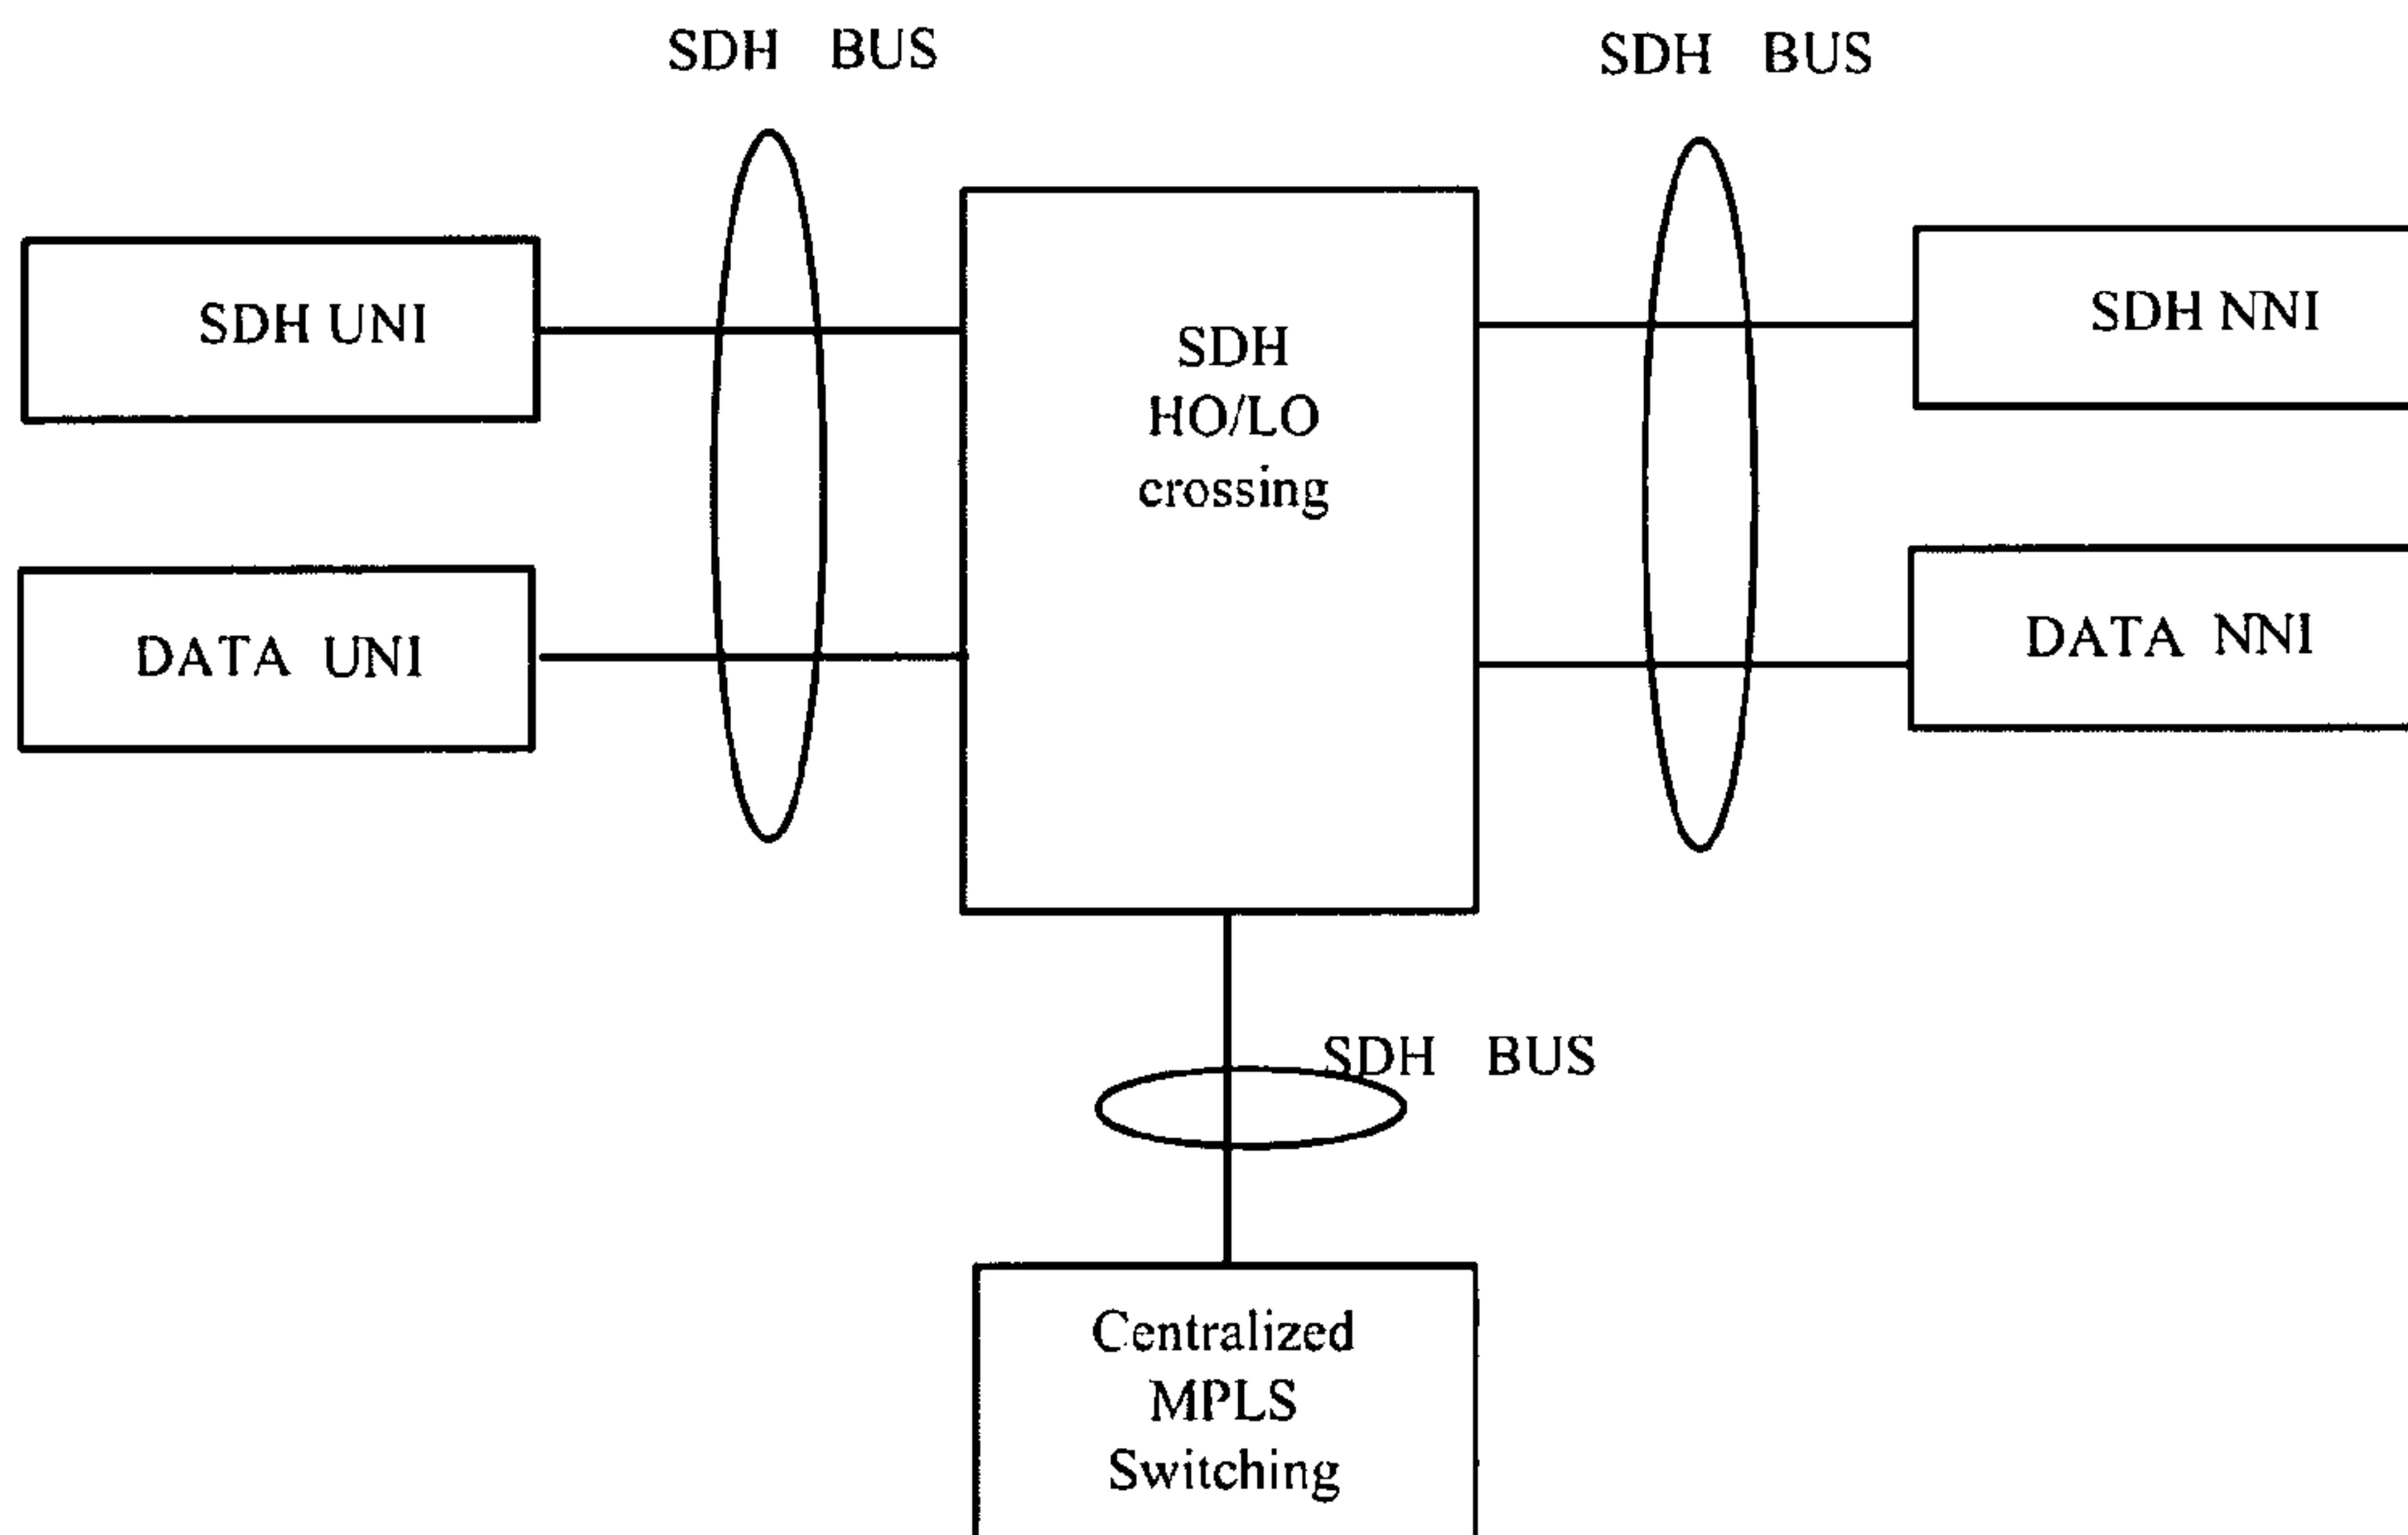 SDH BUS
SDH BUS
SDH UNI
SDH
HO/LO
crossing
SDH NNI
DATA UNI
DATA NNI
SDH BUS
Centralized
MPLS
Switching